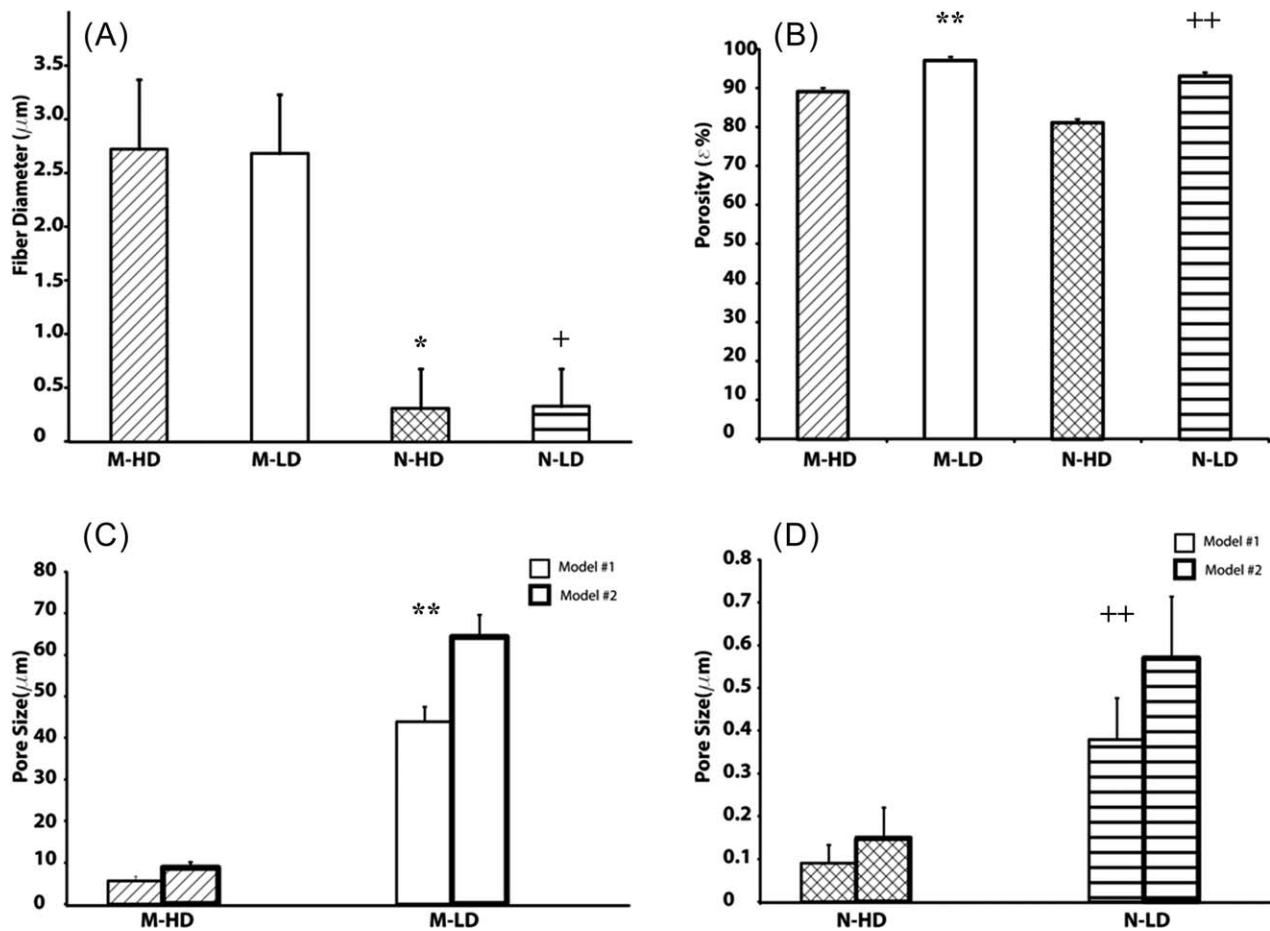 (A)
Fiber Diameter (μm)
3.5
3.0
2.5
2.0
1.5
1.0
0.5
0
*
+
M-HD M-LD N-HD N-LD
(B)
Porosity (ε%)
** ++
100
90
80
70
60
50
40
30
20
10
0
M-HD M-LD N-HD N-LD
(C)
Pore Size(μm)
80
70
60
50
40
30
20
10
0
Model #1
Model #2
**
M-HD M-LD
(D)
Pore Size(μm)
0.8
0.7
0.6
0.5
0.4
0.3
0.2
0.1
0
Model #1
Model #2
++
N-HD N-LD